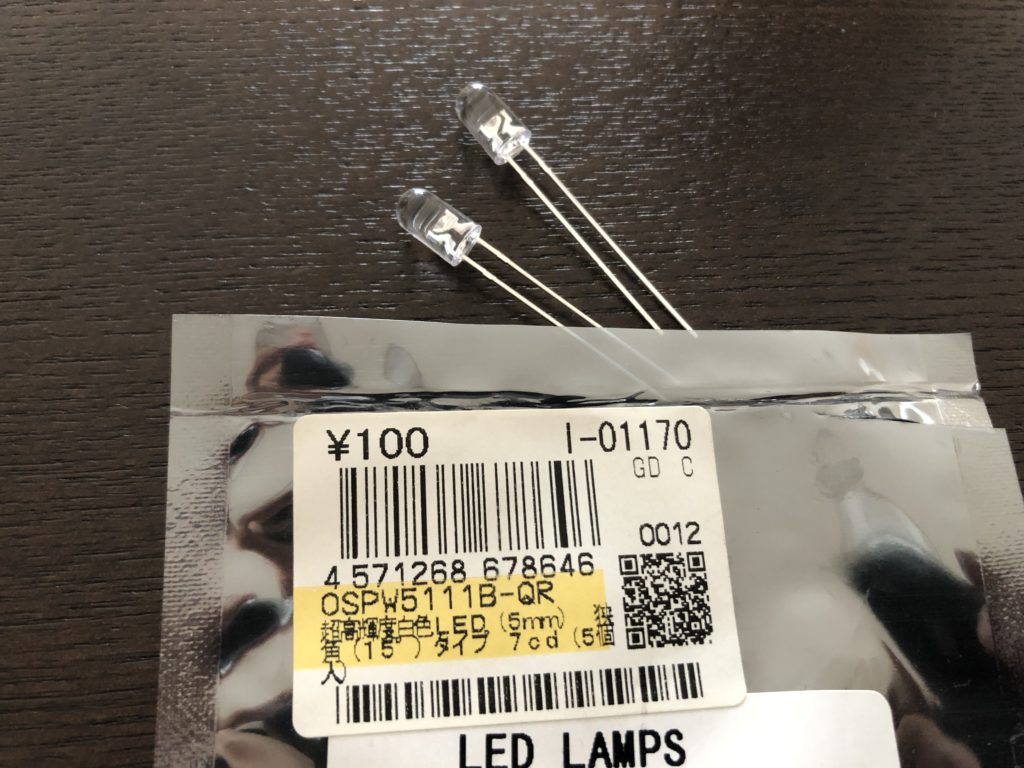 ¥100
I-01170
GD C
0012
4 571268 678646
OSPW5111B-QR
超高輝度白色LED (5mm) 狭
角(15°)タイプ 7cd(5個
入)
LED LAMPS